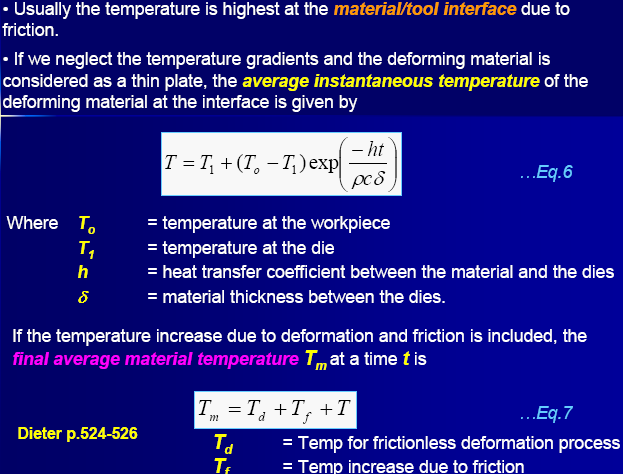 • Usually the temperature is highest at the material/tool interface due to
friction.
• If we neglect the temperature gradients and the deforming material is
considered as a thin plate, the average instantaneous temperature of the
deforming material at the interface is given by
T = T₁ + (Tₒ − T₁) exp(−ht / ρcδ)
...Eq.6
Where Tₒ = temperature at the workpiece
T₁ = temperature at the die
h = heat transfer coefficient between the material and the dies
δ = material thickness between the dies.
If the temperature increase due to deformation and friction is included, the
final average material temperature Tₘ at a time t is
Tₘ = T_d + T_f + T
...Eq.7
Dieter p.524-526
T_d = Temp for frictionless deformation process
T_f = Temp increase due to friction